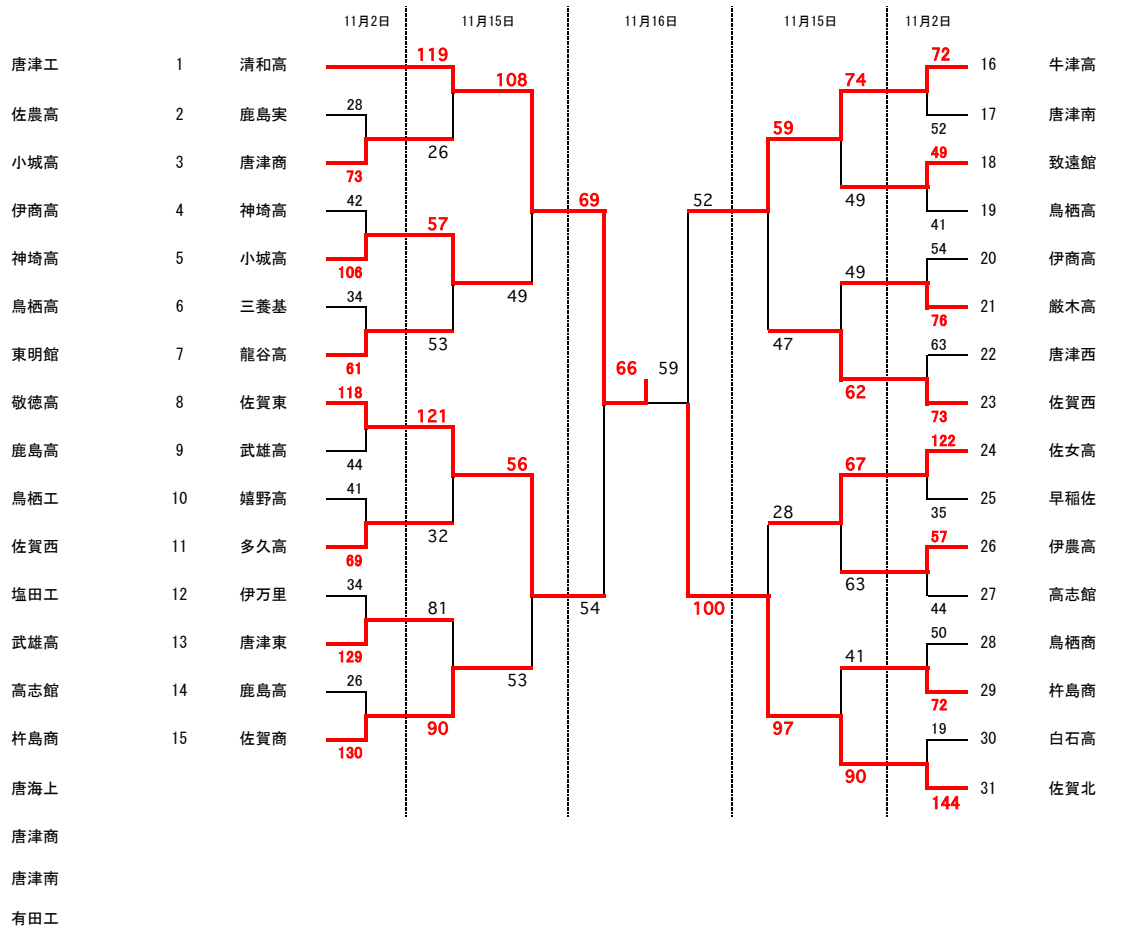 11月2日 11月15日 11月16日 11月15日 11月2日
119 72
唐津工 1 清和高 16 牛津高
108 74
28
佐農高 2 鹿島実 17 唐津南
59 52
26 49
小城高 3 唐津商 18 致遠館
73
42 69 52 49
伊商高 4 神埼高 19 鳥栖高
57 41
54
神埼高 5 小城高 20 伊商高
106 49
34 49
鳥栖高 6 三養基 21 厳木高
76
53 47 63
東明館 7 龍谷高 22 唐津西
61 66 59
118 62
敬徳高 8 佐賀東 23 佐賀西
121 73
122
鹿島高 9 武雄高 24 佐女高
44 56 67
41
鳥栖工 10 嬉野高 25 早稲佐
28 35
32 57
佐賀西 11 多久高 26 伊農高
69
34 63
塩田工 12 伊万里 27 高志館
81 54 100 44
50
武雄高 13 唐津東 28 鳥栖商
129 41
26 53
高志館 14 鹿島高 29 杵島商
72
90 97 19
杵島商 15 佐賀商 30 白石高
130
90
唐海上 31 佐賀北
144
唐津商
唐津南
有田工